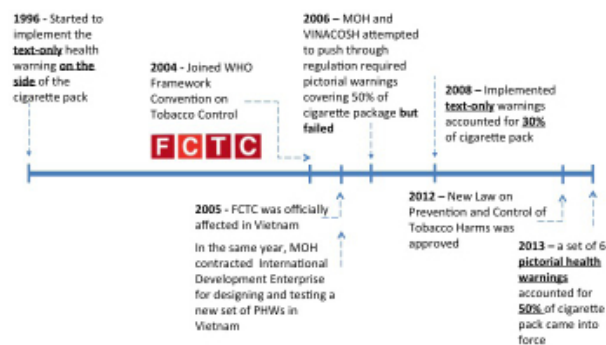 1996 - Started to
implement the
text-only health
warning on the
side of the
cigarette pack
2004 - Joined WHO
Framework
Convention on
Tobacco Control
FCTC
2006 – MOH and
VINACOSH attempted
to push through
regulation required
pictorial warnings
covering 50% of
cigarette package but
failed
2008 – Implemented
text-only warnings
accounted for 30%
of cigarette pack
2005 - FCTC was officially
affected in Vietnam
In the same year, MOH
contracted International
Development Enterprise
for designing and testing a
new set of PHWs in
Vietnam
2012 – New Law on
Prevention and Control of
Tobacco Harms was
approved
2013 – a set of 6
pictorial health
warnings
accounted for
50% of cigarette
pack came into
force